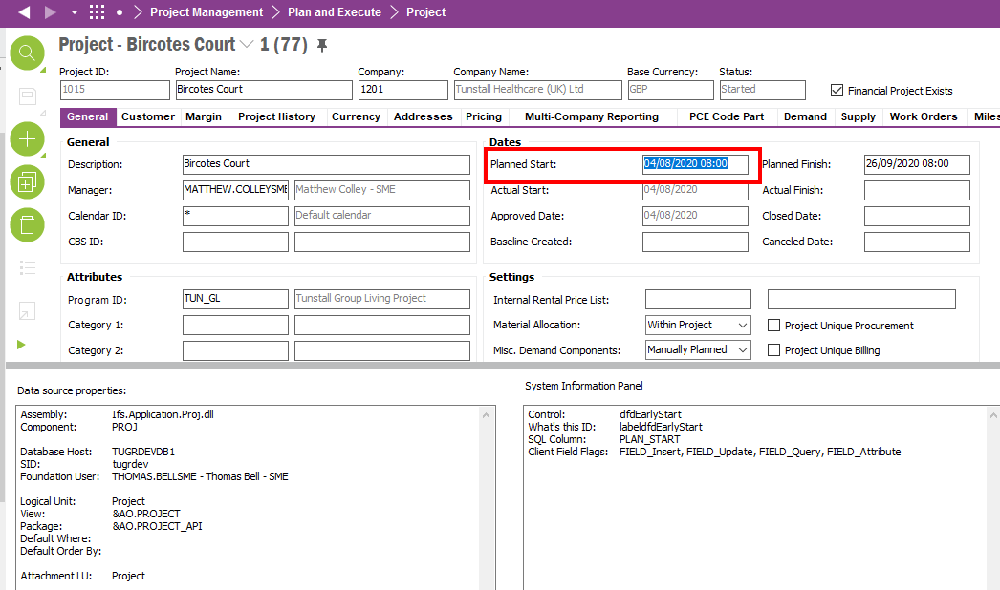 Project Management Plan and Execute Project
Project - Bircotes Court 1 (77)
Project ID: Project Name: Company: Company Name: Base Currency: Status:
1015 Bircotes Court 1201 Tunstall Healthcare (UK) Ltd GBP Started Financial Project Exists
General Customer Margin Project History Currency Addresses Pricing Multi-Company Reporting PCE Code Part Demand Supply Work Orders Miles
General
Description: Bircotes Court
Manager: MATTHEW.COLLEYSME Matthew Colley - SME
Calendar ID: * Default calendar
CBS ID:
Dates
Planned Start: 04/08/2020 08:00 Planned Finish: 26/09/2020 08:00
Actual Start: 04/08/2020 Actual Finish:
Approved Date: 04/08/2020 Closed Date:
Baseline Created: Canceled Date:
Attributes
Program ID: TUN_GL Tunstall Group Living Project
Category 1:
Category 2:
Settings
Internal Rental Price List:
Material Allocation: Within Project Project Unique Procurement
Misc. Demand Components: Manually Planned Project Unique Billing
Data source properties:
Assembly: Ifs.Application.Proj.dll
Component: PROJ
Database Host: TUGRDEVDB1
SID: tugrdev
Foundation User: THOMAS.BELLSME - Thomas Bell - SME
Logical Unit: Project
View: &AO.PROJECT
Package: &AO.PROJECT_API
Default Where:
Default Order By:
Attachment LU: Project
System Information Panel
Control: dfdEarlyStart
What's this ID: labeldfdEarlyStart
SQL Column: PLAN_START
Client Field Flags: FIELD_Insert, FIELD_Update, FIELD_Query, FIELD_Attribute